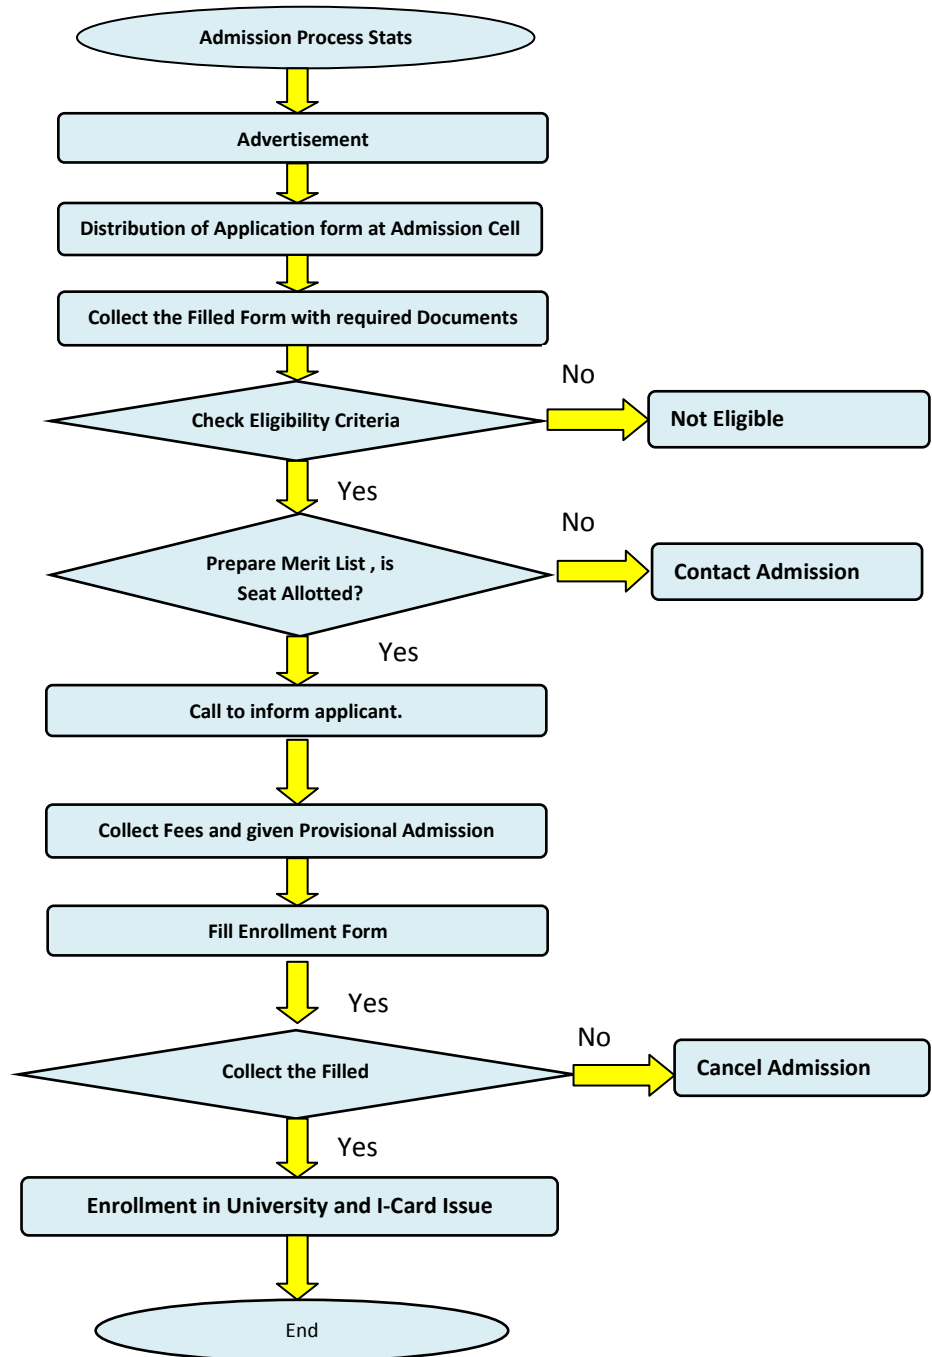 Admission Process Stats
Advertisement
Distribution of Application form at Admission Cell
Collect the Filled Form with required Documents
Check Eligibility Criteria
No
Not Eligible
Yes
Prepare Merit List , is
Seat Allotted?
No
Contact Admission
Yes
Call to inform applicant.
Collect Fees and given Provisional Admission
Fill Enrollment Form
Yes
Collect the Filled
No
Cancel Admission
Yes
Enrollment in University and I-Card Issue
End